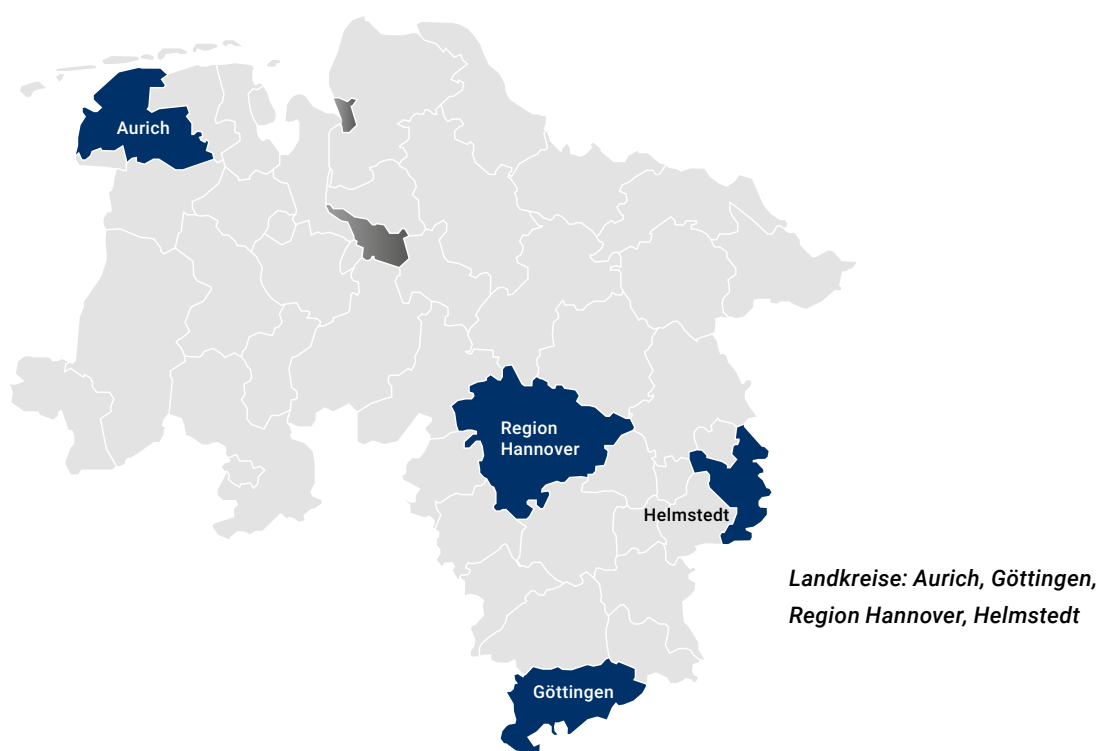 Aurich
Region
Hannover
Helmstedt
Landkreise: Aurich, Göttingen,
Region Hannover, Helmstedt
Göttingen